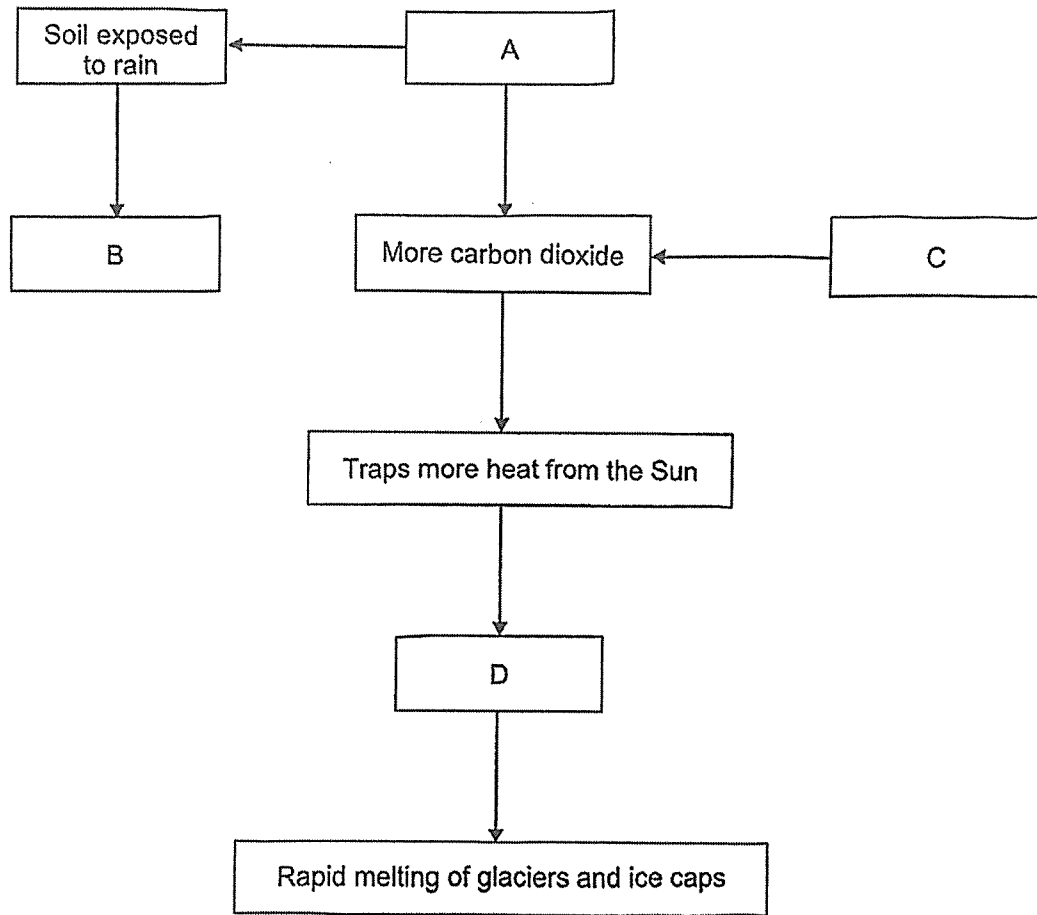 Soil exposed
to rain
A
B
More carbon dioxide
C
Traps more heat from the Sun
D
Rapid melting of glaciers and ice caps